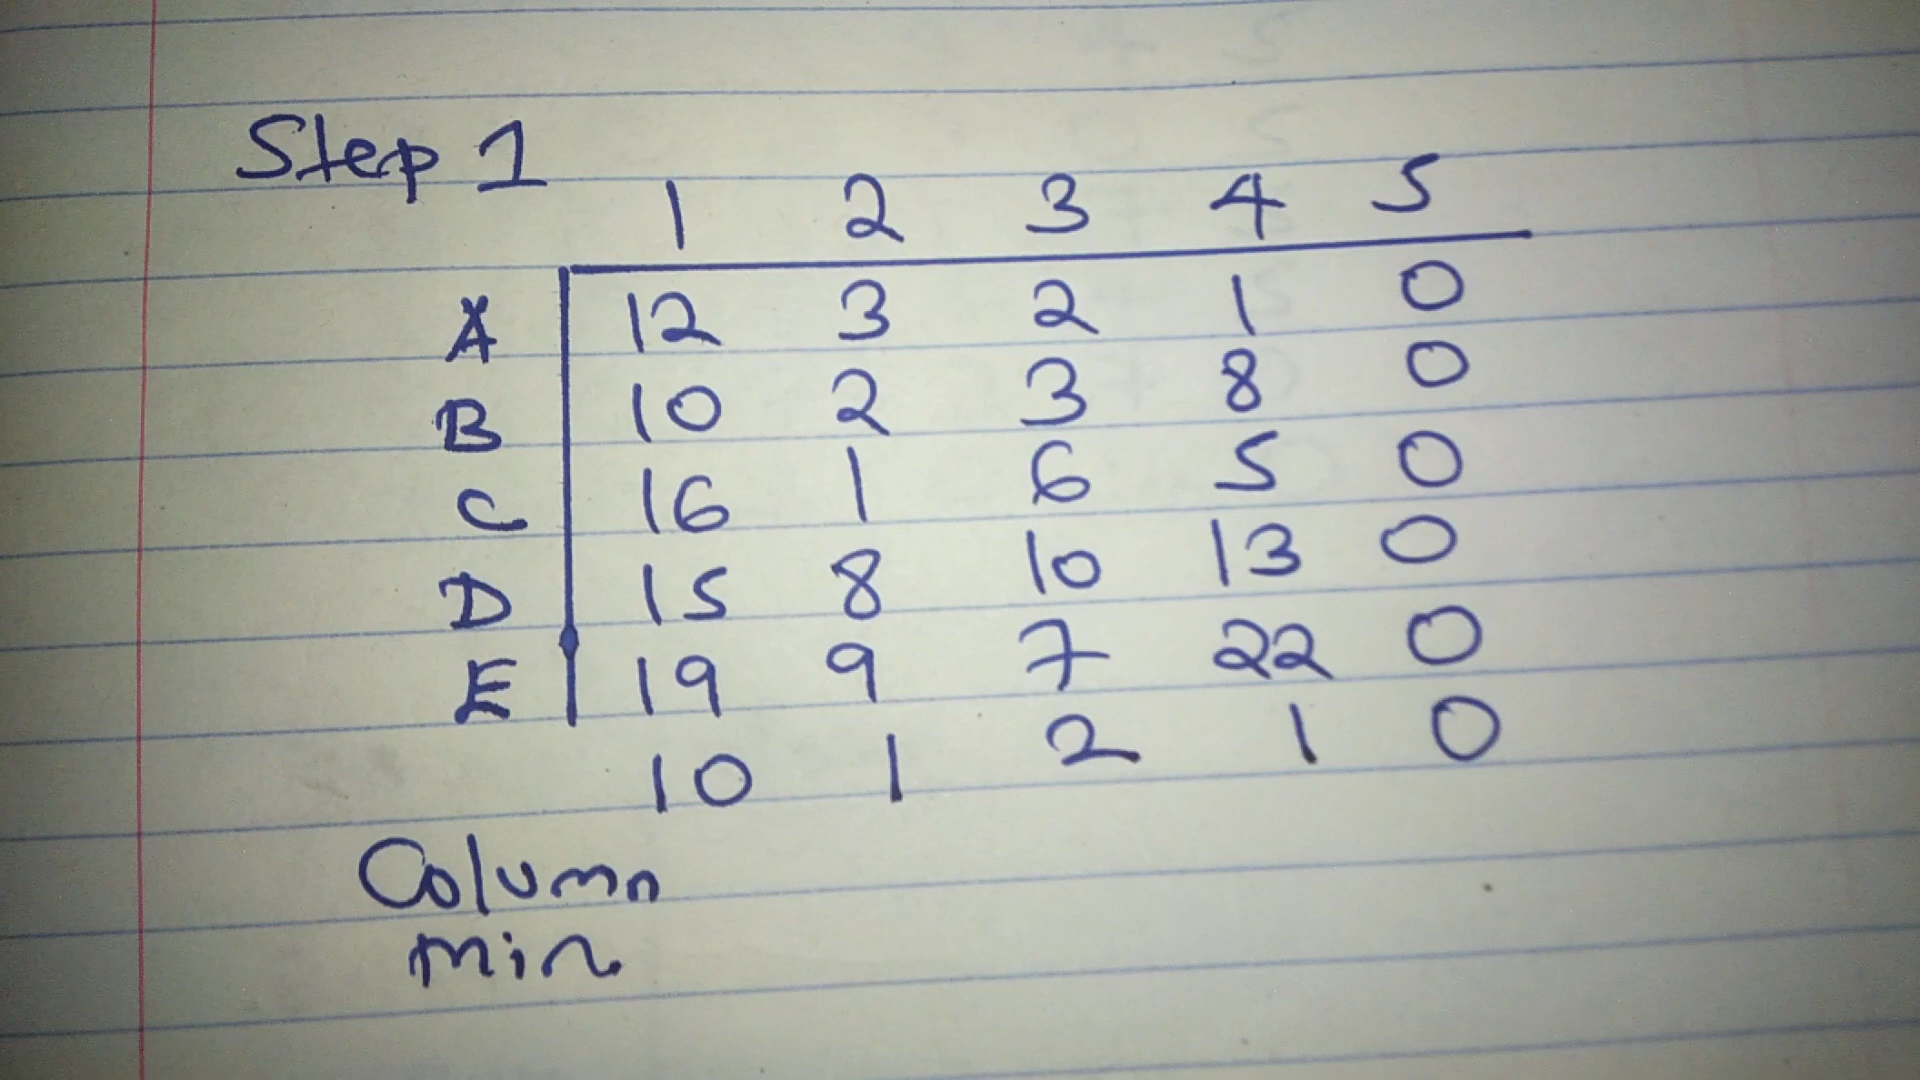 Step 1
1 2 3 4 5
A 12 3 2 1 0
B 10 2 3 8 0
C 16 1 6 5 0
D 15 8 10 13 0
E 19 9 7 22 0
10 1 2 1 0
Column
min